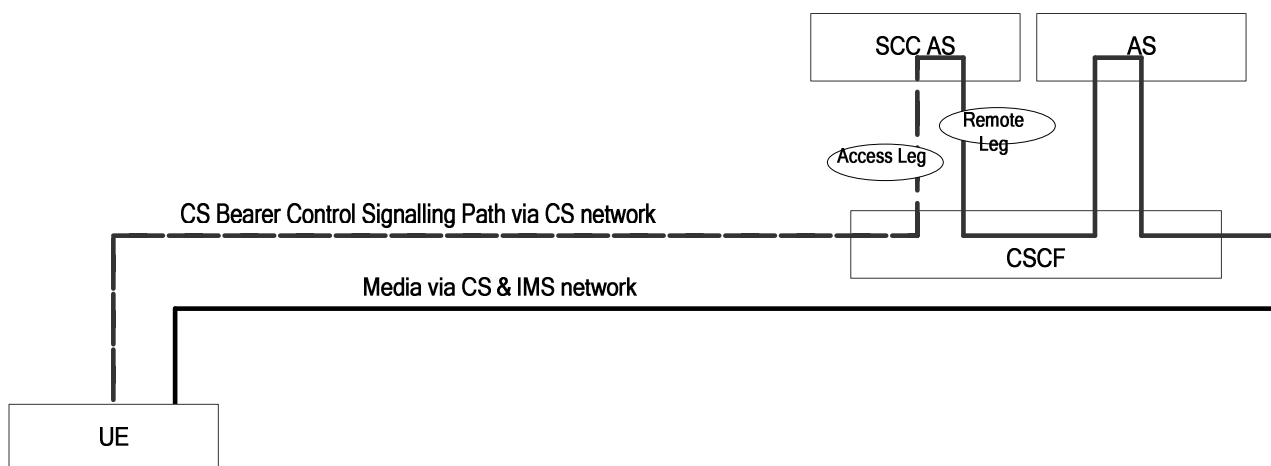 SCC AS
AS
Remote
Leg
Access Leg
CS Bearer Control Signalling Path via CS network
CSCF
Media via CS & IMS network
UE